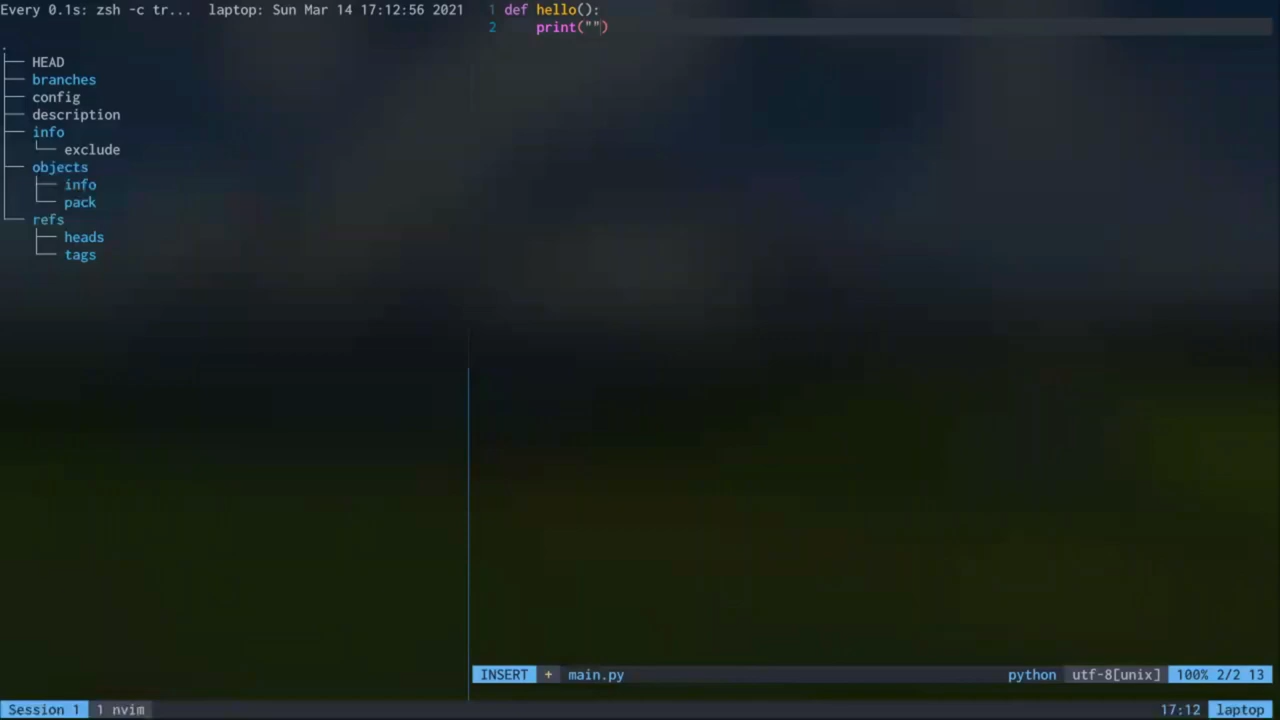 Every 0.1s: zsh -c tr... laptop: Sun Mar 14 17:12:56 2021
.
├── HEAD
├── branches
├── config
├── description
├── info
│   └── exclude
├── objects
│   ├── info
│   └── pack
└── refs
    ├── heads
    └── tags
1 def hello():
2     print("")
INSERT + main.py python utf-8[unix] 100% 2/2 13
Session 1 1 nvim 17:12 laptop